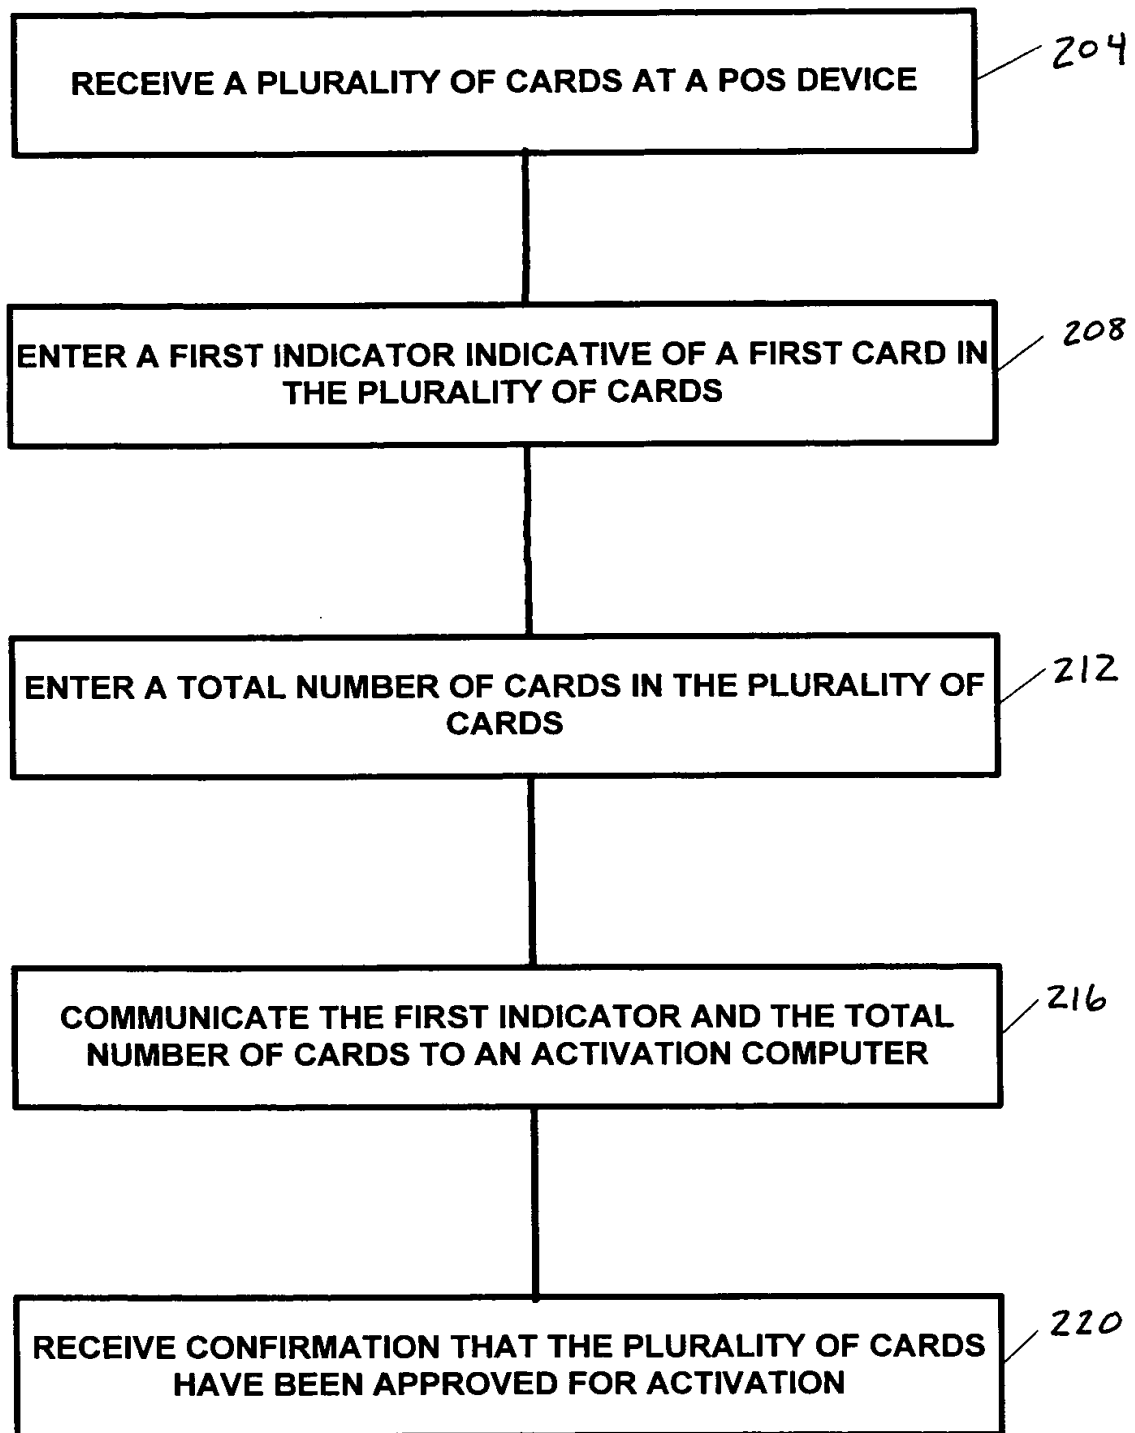 RECEIVE A PLURALITY OF CARDS AT A POS DEVICE
204
ENTER A FIRST INDICATOR INDICATIVE OF A FIRST CARD IN
THE PLURALITY OF CARDS
208
ENTER A TOTAL NUMBER OF CARDS IN THE PLURALITY OF
CARDS
212
COMMUNICATE THE FIRST INDICATOR AND THE TOTAL
NUMBER OF CARDS TO AN ACTIVATION COMPUTER
216
RECEIVE CONFIRMATION THAT THE PLURALITY OF CARDS
HAVE BEEN APPROVED FOR ACTIVATION
220